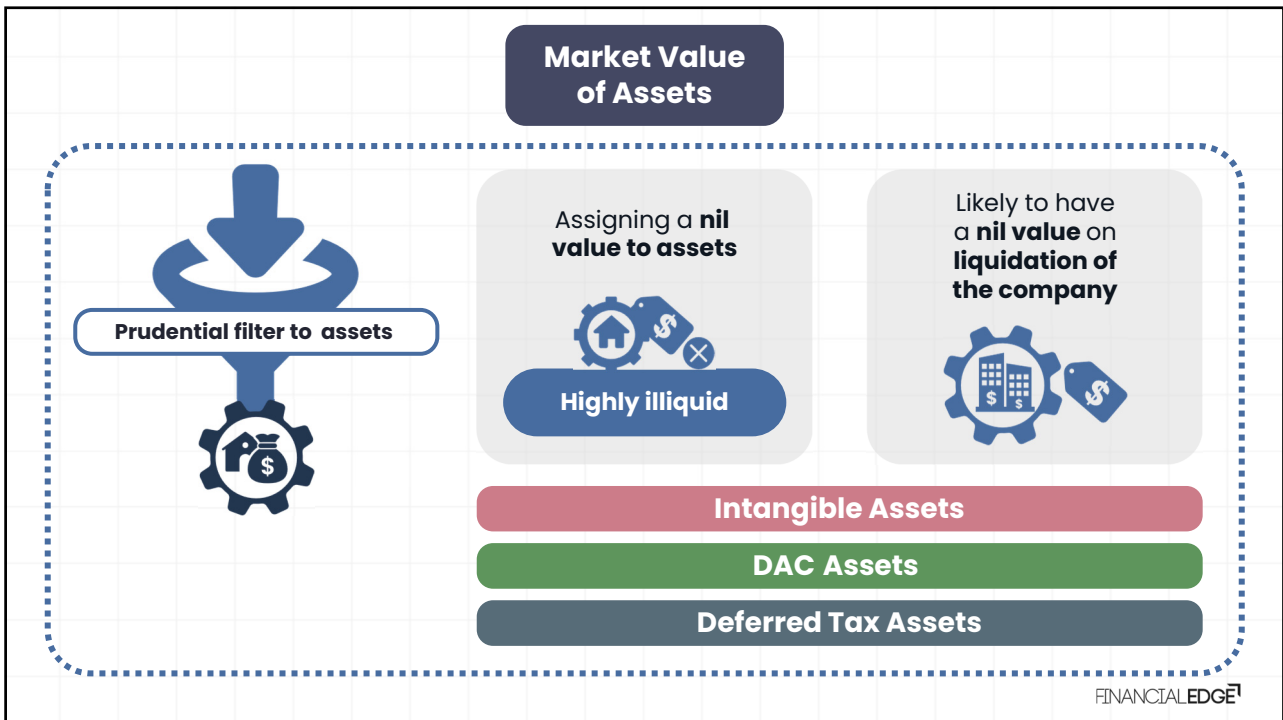 Market Value
of Assets
Prudential filter to assets
Assigning a nil
value to assets
$
Highly illiquid
Likely to have
a nil value on
liquidation of
the company
$
$
$
$
Intangible Assets
DAC Assets
Deferred Tax Assets
FINANCIALEDGE